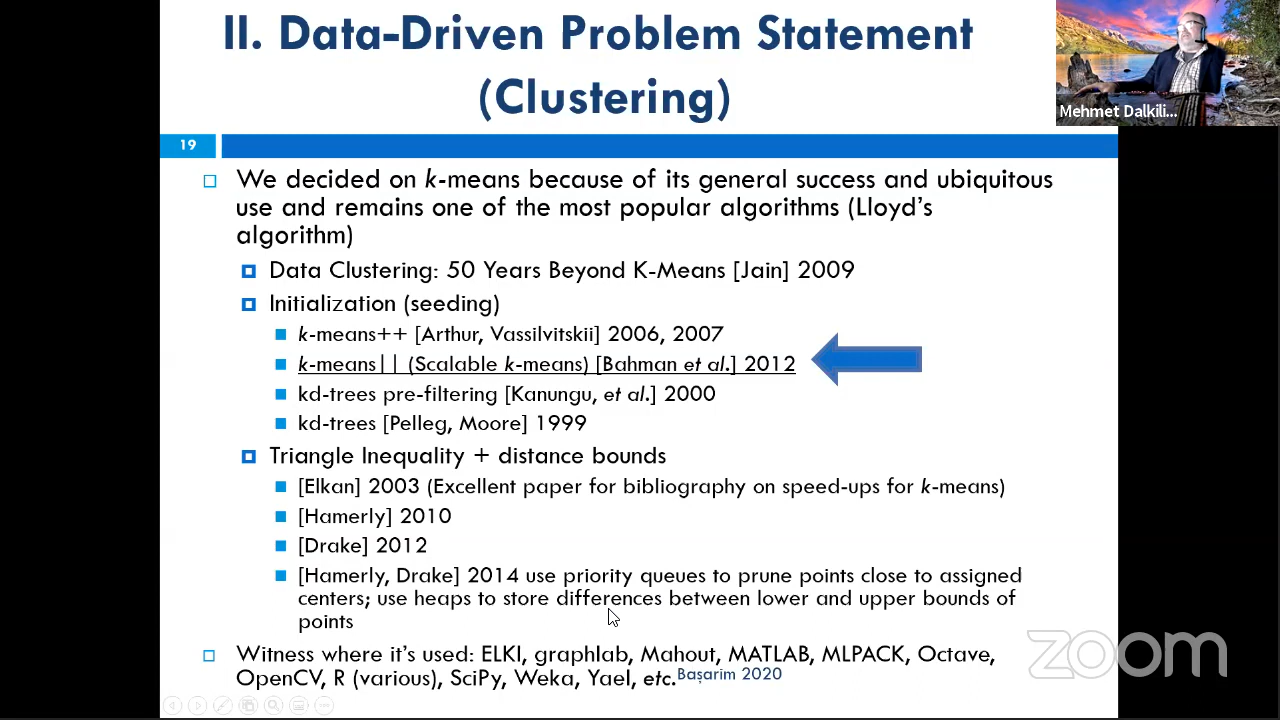 II. Data-Driven Problem Statement
(Clustering)
Mehmet Dalkili...
19
We decided on k-means because of its general success and ubiquitous
use and remains one of the most popular algorithms (Lloyd's
algorithm)
Data Clustering: 50 Years Beyond K-Means [Jain] 2009
Initialization (seeding)
k-means++ [Arthur, Vassilvitskii] 2006, 2007
k-means|| (Scalable k-means) [Bahman et al.] 2012
kd-trees pre-filtering [Kanungu, et al.] 2000
kd-trees [Pelleg, Moore] 1999
Triangle Inequality + distance bounds
[Elkan] 2003 (Excellent paper for bibliography on speed-ups for k-means)
[Hamerly] 2010
[Drake] 2012
[Hamerly, Drake] 2014 use priority queues to prune points close to assigned
centers; use heaps to store differences between lower and upper bounds of
points
Witness where it's used: ELKI, graphlab, Mahout, MATLAB, MLPACK, Octave,
OpenCV, R (various), SciPy, Weka, Yael, etc.
Başarim 2020
zoom